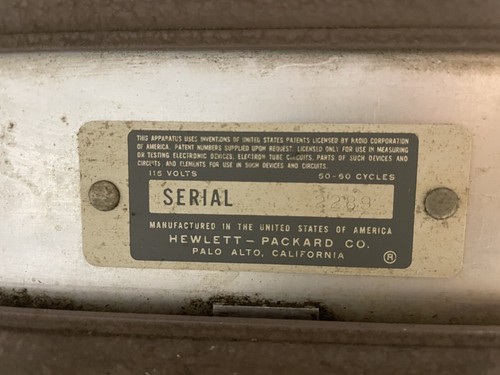 THIS APPARATUS USES INVENTIONS OF UNITED STATES PATENTS LICENSED BY RADIO CORPORATION
OF AMERICA. PATENT NUMBERS SUPPLIED UPON REQUEST. LICENSED ONLY FOR USE IN MEASURING
OR TESTING ELECTRONIC DEVICES, ELECTRON TUBE CIRCUITS, PARTS OF SUCH DEVICES AND
CIRCUITS, AND ELEMENTS FOR USE IN SUCH DEVICES AND CIRCUITS.
115 VOLTS 50-60 CYCLES
SERIAL
MANUFACTURED IN THE UNITED STATES OF AMERICA
HEWLETT-PACKARD CO.
PALO ALTO, CALIFORNIA ®